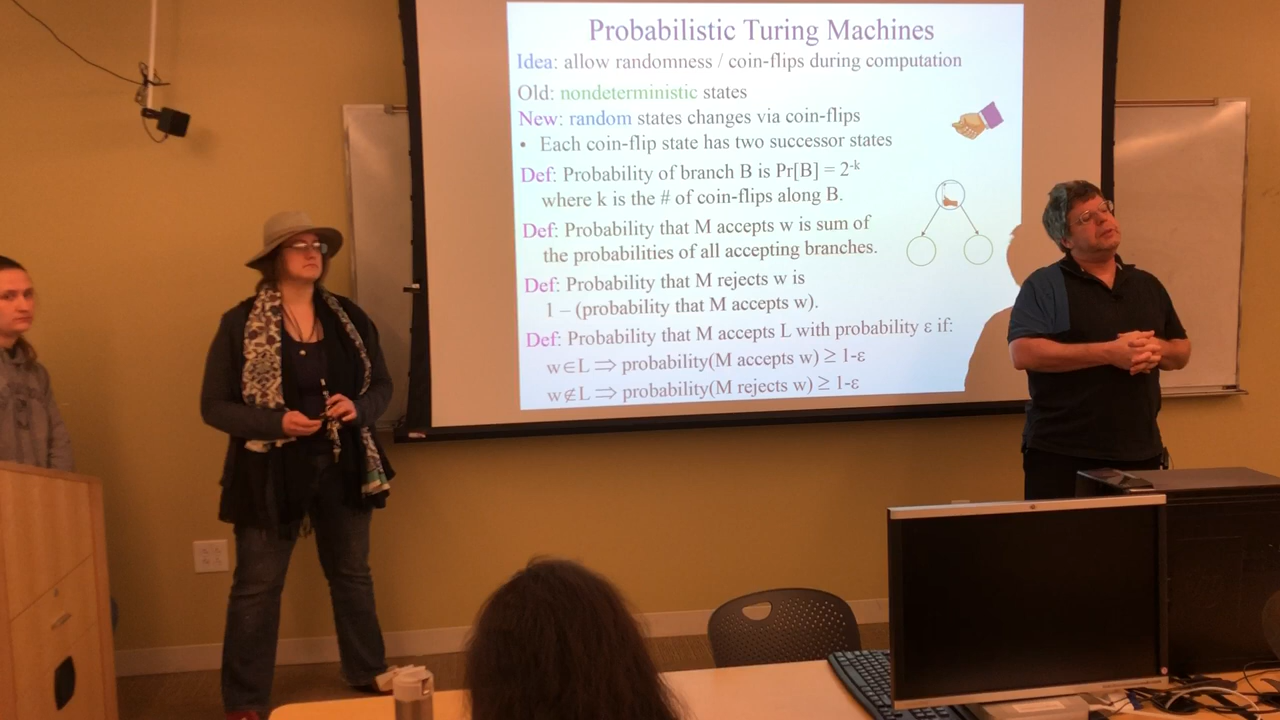 Probabilistic Turing Machines
Idea: allow randomness / coin-flips during computation
Old: nondeterministic states
New: random states changes via coin-flips
• Each coin-flip state has two successor states
Def: Probability of branch B is Pr[B] = 2⁻ᵏ
where k is the # of coin-flips along B.
Def: Probability that M accepts w is sum of
the probabilities of all accepting branches.
Def: Probability that M rejects w is
1 – (probability that M accepts w).
Def: Probability that M accepts L with probability ε if:
w∈L ⇒ probability(M accepts w) ≥ 1-ε
w∉L ⇒ probability(M rejects w) ≥ 1-ε